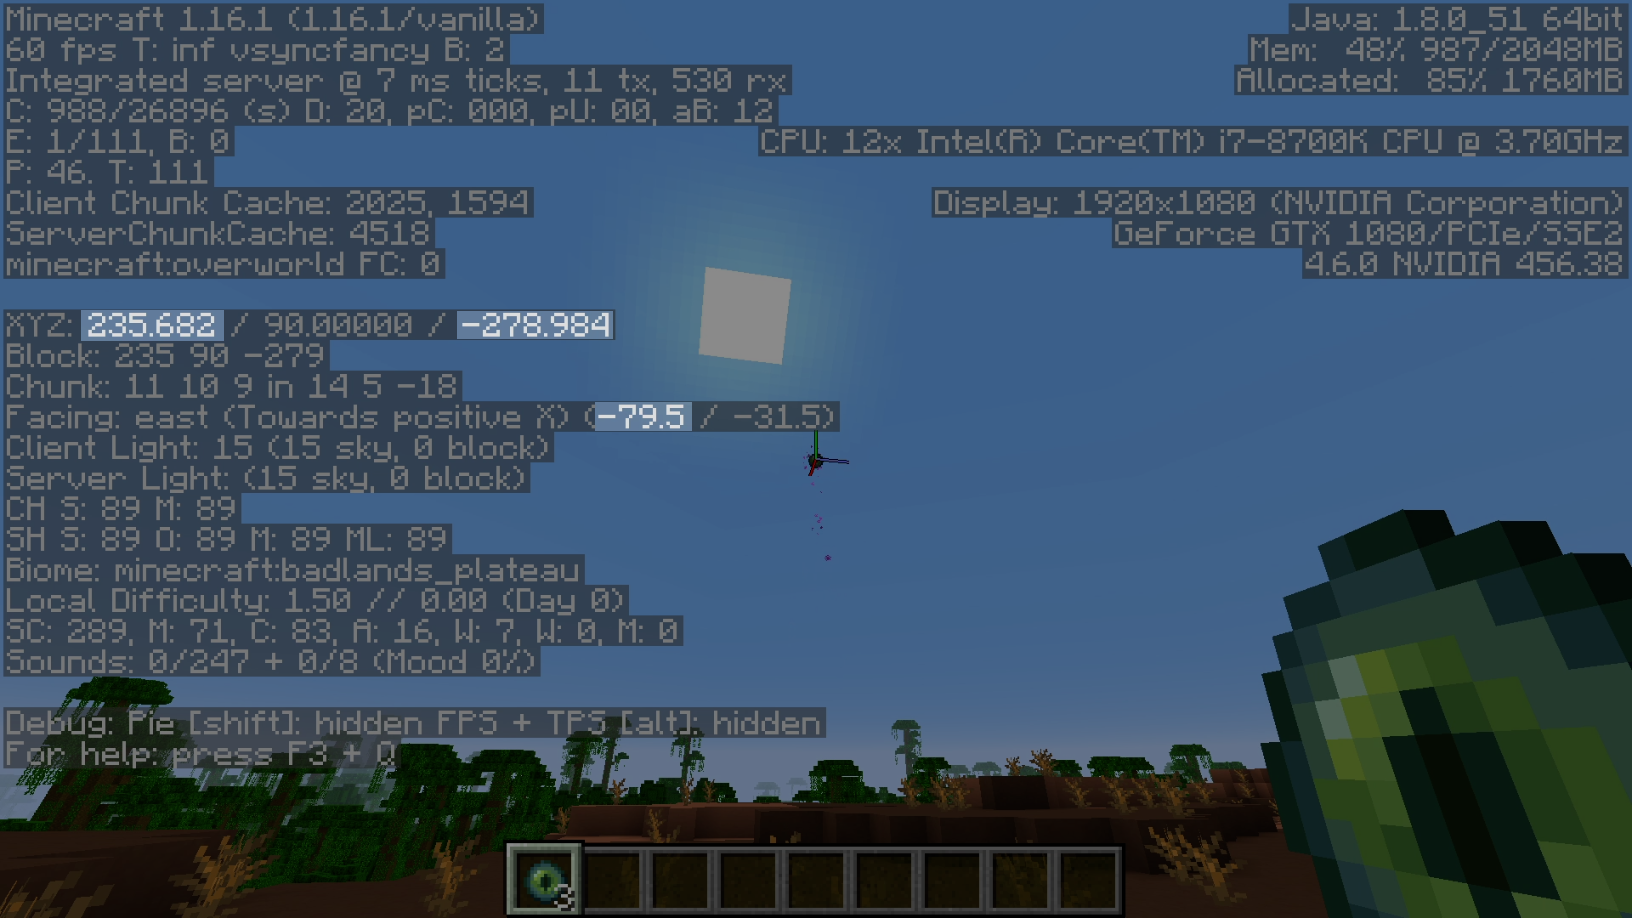 Minecraft 1.16.1 (1.16.1/vanilla)
60 fps T: inf vsyncfancy B: 2
Integrated server @ 7 ms ticks, 11 tx, 530 rx
C: 988/26896 (s) D: 20, pC: 000, pU: 00, aB: 12
E: 1/111, B: 0
P: 46. T: 111
Client Chunk Cache: 2025, 1594
ServerChunkCache: 4518
minecraft:overworld FC: 0
XYZ: 235.682 / 90.00000 / -278.984
Block: 235 90 -279
Chunk: 11 10 9 in 14 5 -18
Facing: east (Towards positive X) (-79.5 / -31.5)
Client Light: 15 (15 sky, 0 block)
Server Light: (15 sky, 0 block)
CH S: 89 M: 89
SH S: 89 O: 89 M: 89 ML: 89
Biome: minecraft:badlands_plateau
Local Difficulty: 1.50 // 0.00 (Day 0)
SC: 289, M: 71, C: 83, A: 16, W: 7, W: 0, M: 0
Sounds: 0/247 + 0/8 (Mood 0%)
Debug: Pie [shift]: hidden FPS + TPS [alt]: hidden
For help: press F3 + Q
Java: 1.8.0_51 64bit
Mem: 48% 987/2048MB
Allocated: 85% 1760MB
CPU: 12x Intel(R) Core(TM) i7-8700K CPU @ 3.70GHz
Display: 1920x1080 (NVIDIA Corporation)
GeForce GTX 1080/PCIe/SSE2
4.6.0 NVIDIA 456.38
3